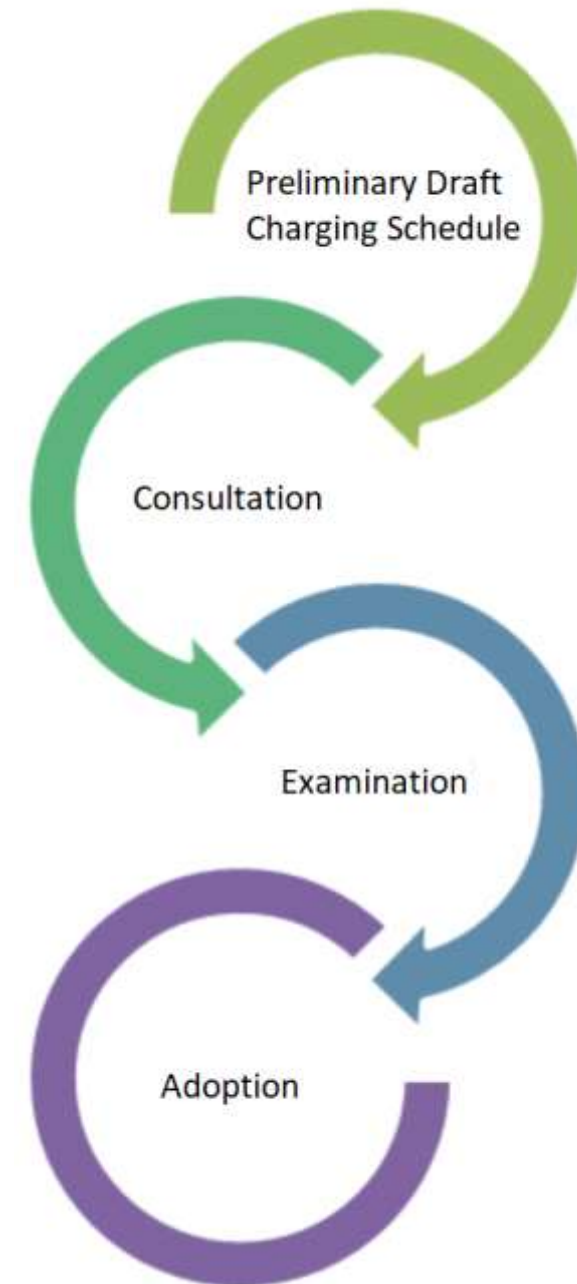 Preliminary Draft
Charging Schedule
Consultation
Examination
Adoption